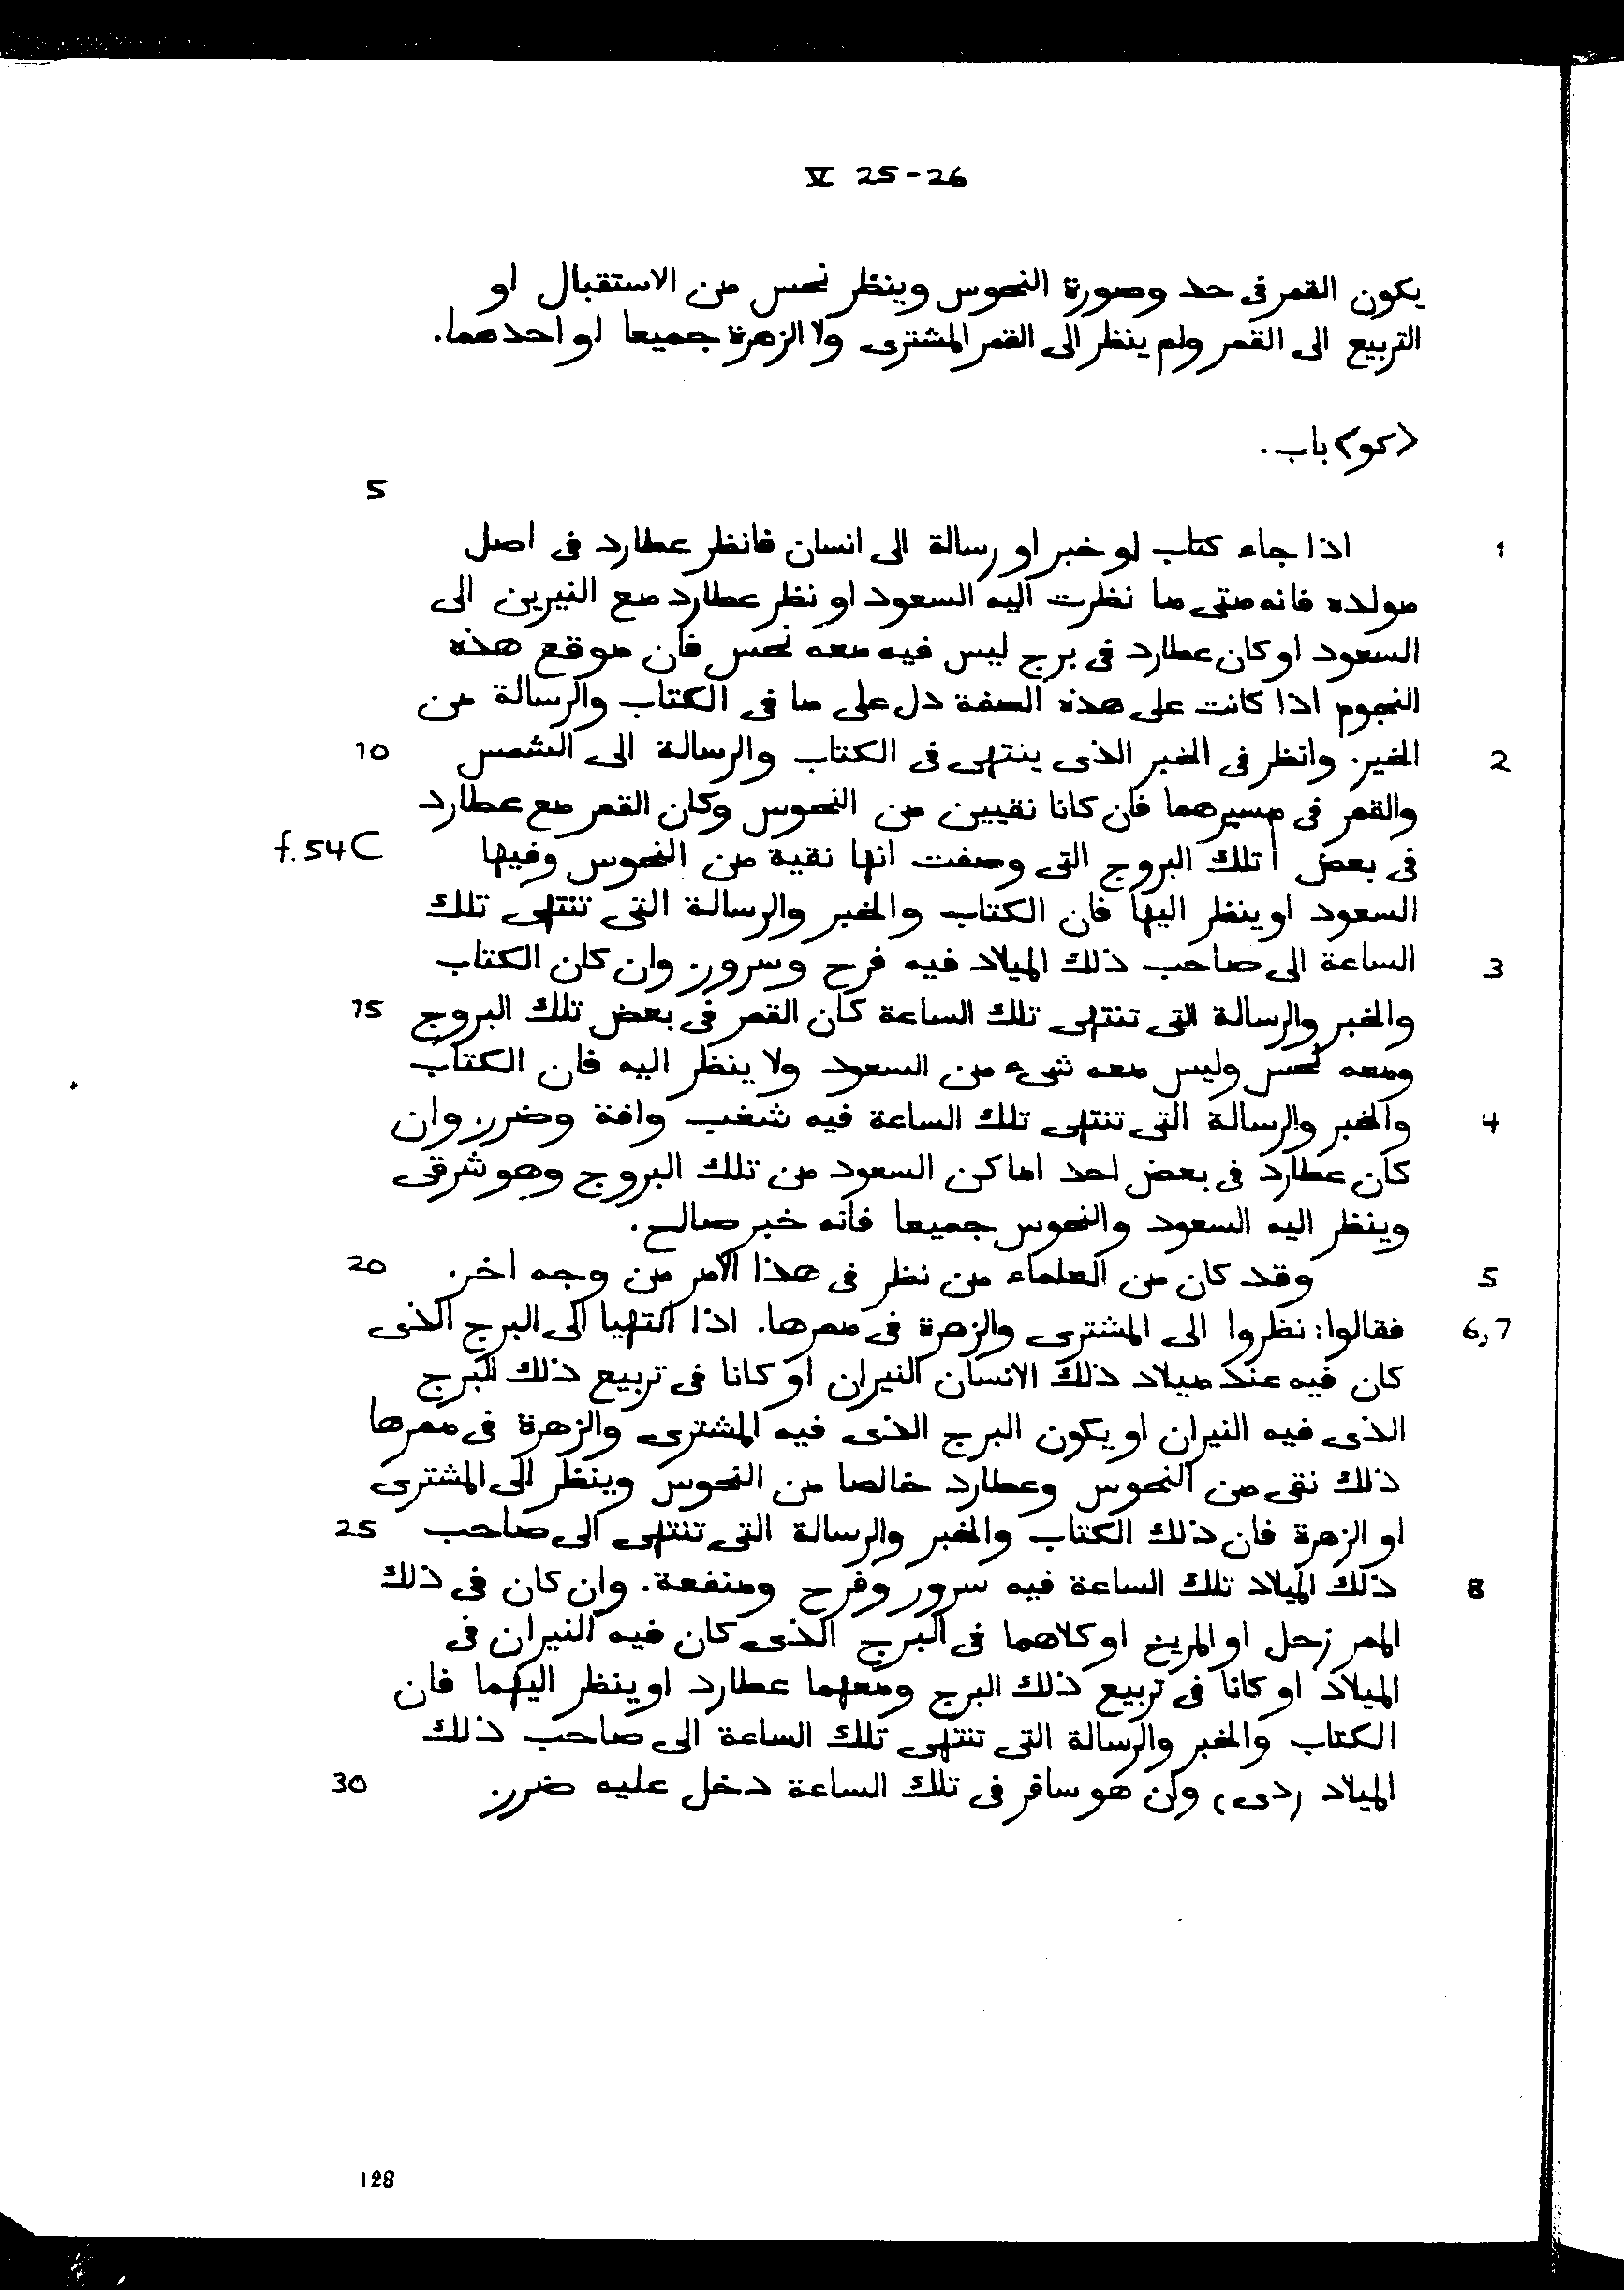 V 25-26
يكون القمر في حد وصورة النحوس وينظر نحس من الاستقبال او
التربيع الى القمر ولم ينظر الى القمر المشترى ولا الزهرة جميعا او احدهما.
<كو> باب.
5
1 اذا جاء كتاب او خبر او رسالة الى انسان فانظر عطارد فى اصل
مولده فانه متى ما نظرت اليه السعود او نظر عطارد مع النيرين الى
السعود او كان عطارد فى برج ليس فيه معه نحس فان موقع هذه
النجوم اذا كانت على هذه الصفة دل على ما فى الكتاب والرسالة من
2 الخير. وانظر فى الخبر الذى ينتهى فى الكتاب والرسالة الى الشمس 10
والقمر فى مسيرهما فان كانا نقيين من النحوس وكان القمر مع عطارد
فى بعض | تلك البروج التى وصفت انها نقية من النحوس وفيها f. 54C
السعود او ينظر اليها فان الكتاب والخبر والرسالة التى تنتهى تلك
3 الساعة الى صاحب ذلك الميلاد فيه فرح وسرور. وان كان الكتاب
والخبر والرسالة التى تنتهى تلك الساعة كان القمر فى بعض تلك البروج 15
ومعه نحس وليس معه شىء من السعود ولا ينظر اليه فان الكتاب
4 والخبر والرسالة التى تنتهى تلك الساعة فيه شغب وافة وضرر. وان
كان عطارد فى بعض احد اماكن السعود من تلك البروج وهو شرقى
وينظر اليه السعود والنحوس جميعا فانه خبر صالح.
5 وقد كان من العلماء من نظر فى هذا الامر من وجه اخر. 20
6,7 فقالوا: نظروا الى المشترى والزهرة فى ممرها. اذا انتهيا الى البرج الذى
كان فيه عند ميلاد ذلك الانسان النيران او كانا فى تربيع ذلك البرج
الذى فيه النيران او يكون البرج الذى فيه المشترى والزهرة فى ممرها
ذلك نقى من النحوس وعطارد خالصا من النحوس وينظر الى المشترى
او الزهرة فان ذلك الكتاب والخبر والرسالة التى تنتهى الى صاحب 25
8 ذلك الميلاد تلك الساعة فيه سرور وفرح ومنفعة. وان كان فى ذلك
الممر زحل او المريخ او كلاهما فى البرج الذى كان فيه النيران فى
الميلاد او كانا فى تربيع ذلك البرج ومعهما عطارد او ينظر اليهما فان
الكتاب والخبر والرسالة التى تنتهى تلك الساعة الى صاحب ذلك
الميلاد (ردى) وان هو سافر فى تلك الساعة دخل عليه ضرر. 30
128